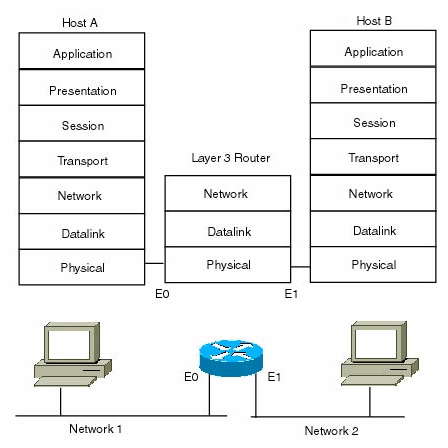 Host A
Host B
Application
Presentation
Session
Transport
Network
Datalink
Physical
Layer 3 Router
Network
Datalink
Physical
Application
Presentation
Session
Transport
Network
Datalink
Physical
E0
E1
E0
E1
Network 1
Network 2